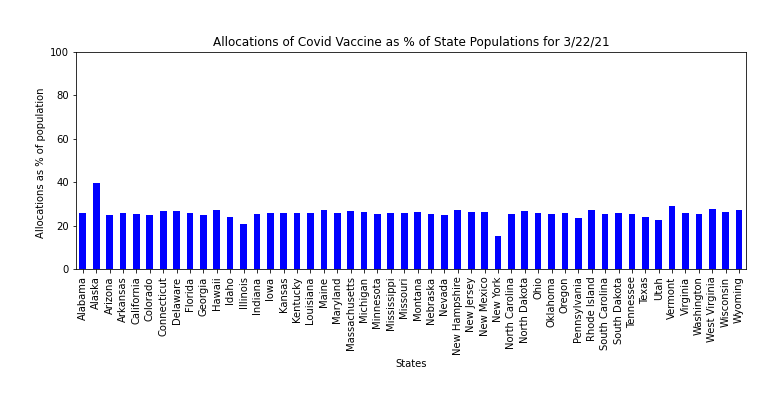 Allocations of Covid Vaccine as % of State Populations for 3/22/21
Allocations as % of population
100
80
60
40
20
0
Alabama
Alaska
Arizona
Arkansas
California
Colorado
Connecticut
Delaware
Florida
Georgia
Hawaii
Idaho
Illinois
Indiana
Iowa
Kansas
Kentucky
Louisiana
Maine
Maryland
Massachusetts
Michigan
Minnesota
Mississippi
Missouri
Montana
Nebraska
Nevada
New Hampshire
New Jersey
New Mexico
New York
North Carolina
North Dakota
Ohio
Oklahoma
Oregon
Pennsylvania
Rhode Island
South Carolina
South Dakota
Tennessee
Texas
Utah
Vermont
Virginia
Washington
West Virginia
Wisconsin
Wyoming
States